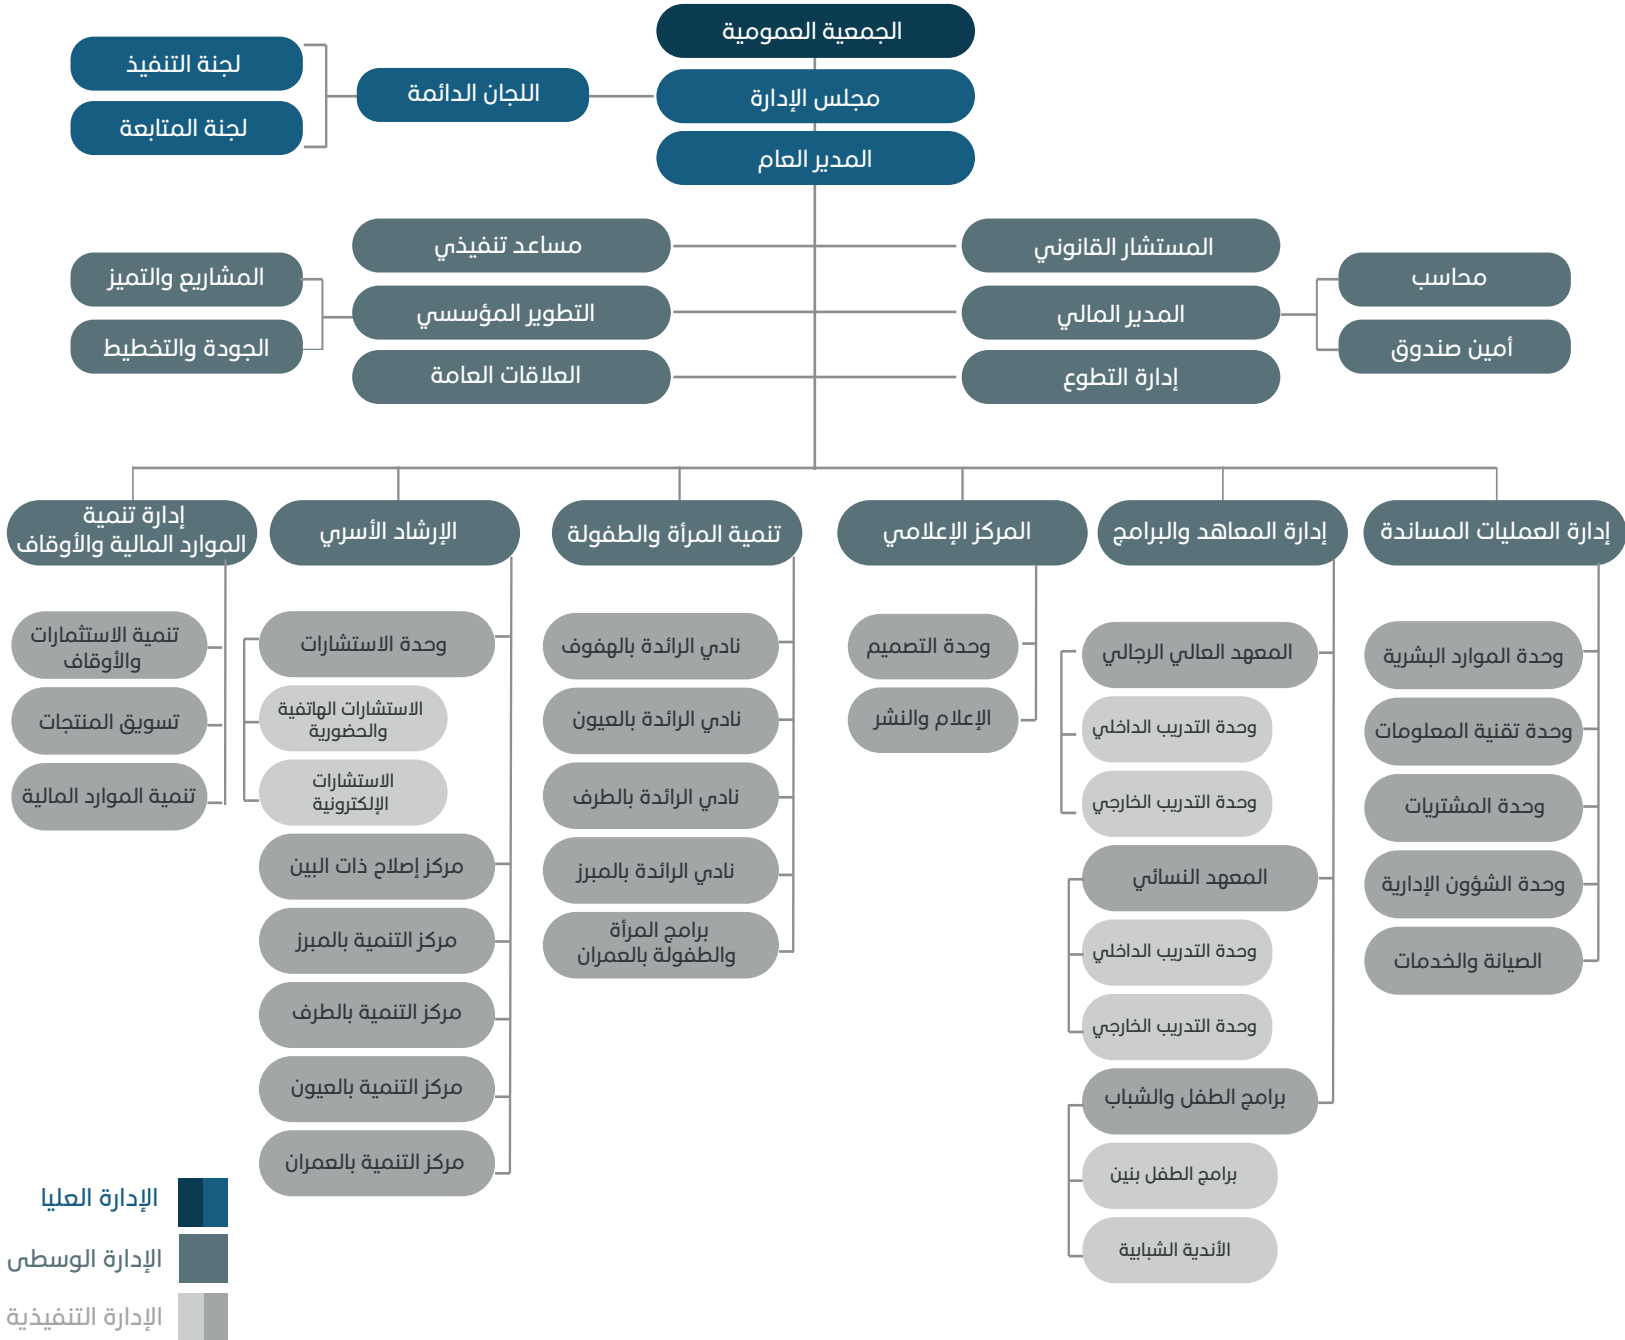 الجمعية العمومية
مجلس الإدارة
المدير العام
اللجان الدائمة
لجنة التنفيذ
لجنة المتابعة
المستشار القانوني
مساعد تنفيذي
المدير المالي
محاسب
أمين صندوق
التطوير المؤسسي
المشاريع والتميز
الجودة والتخطيط
إدارة التطوع
العلاقات العامة
إدارة العمليات المساندة
وحدة الموارد البشرية
وحدة تقنية المعلومات
وحدة المشتريات
وحدة الشؤون الإدارية
الصيانة والخدمات
إدارة المعاهد والبرامج
المعهد العالي الرجالي
وحدة التدريب الداخلي
وحدة التدريب الخارجي
المعهد النسائي
وحدة التدريب الداخلي
وحدة التدريب الخارجي
برامج الطفل والشباب
برامج الطفل بنين
الأندية الشبابية
المركز الإعلامي
وحدة التصميم
الإعلام والنشر
تنمية المرأة والطفولة
نادي الرائدة بالهفوف
نادي الرائدة بالعيون
نادي الرائدة بالطرف
نادي الرائدة بالمبرز
برامج المرأة
والطفولة بالعمران
الإرشاد الأسري
وحدة الاستشارات
الاستشارات الهاتفية
والحضورية
الاستشارات
الإلكترونية
مركز إصلاح ذات البين
مركز التنمية بالمبرز
مركز التنمية بالطرف
مركز التنمية بالعيون
مركز التنمية بالعمران
إدارة تنمية
الموارد المالية والأوقاف
تنمية الاستثمارات
والأوقاف
تسويق المنتجات
تنمية الموارد المالية
الإدارة العليا
الإدارة الوسطى
الإدارة التنفيذية